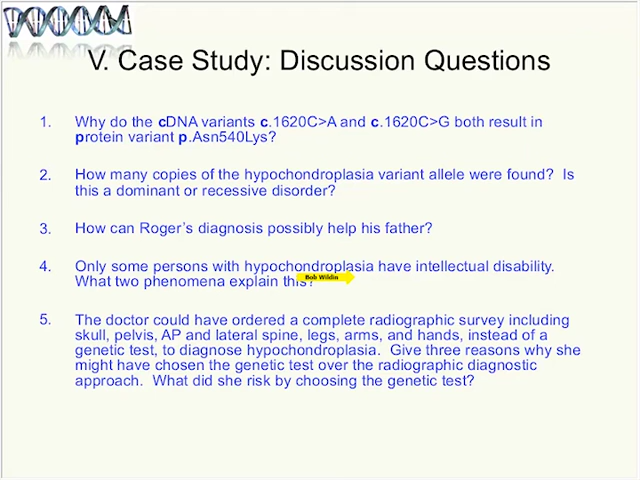 V. Case Study: Discussion Questions
1. Why do the cDNA variants c.1620C>A and c.1620C>G both result in
protein variant p.Asn540Lys?
2. How many copies of the hypochondroplasia variant allele were found? Is
this a dominant or recessive disorder?
3. How can Roger's diagnosis possibly help his father?
4. Only some persons with hypochondroplasia have intellectual disability.
What two phenomena explain this?
Bob Wildin
5. The doctor could have ordered a complete radiographic survey including
skull, pelvis, AP and lateral spine, legs, arms, and hands, instead of a
genetic test, to diagnose hypochondroplasia. Give three reasons why she
might have chosen the genetic test over the radiographic diagnostic
approach. What did she risk by choosing the genetic test?